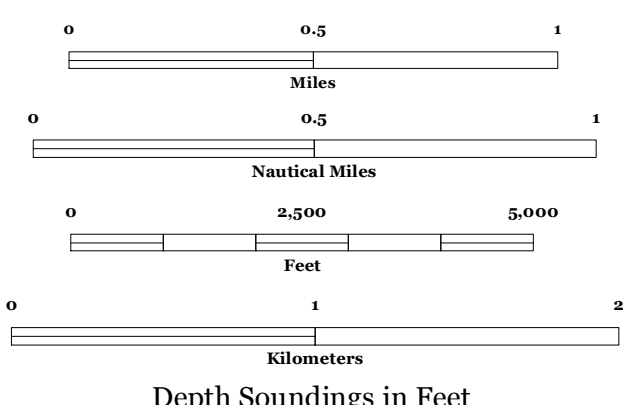 0 0.5 1
Miles
0 0.5 1
Nautical Miles
0 2,500 5,000
Feet
0 1 2
Kilometers
Depth Soundings in Feet